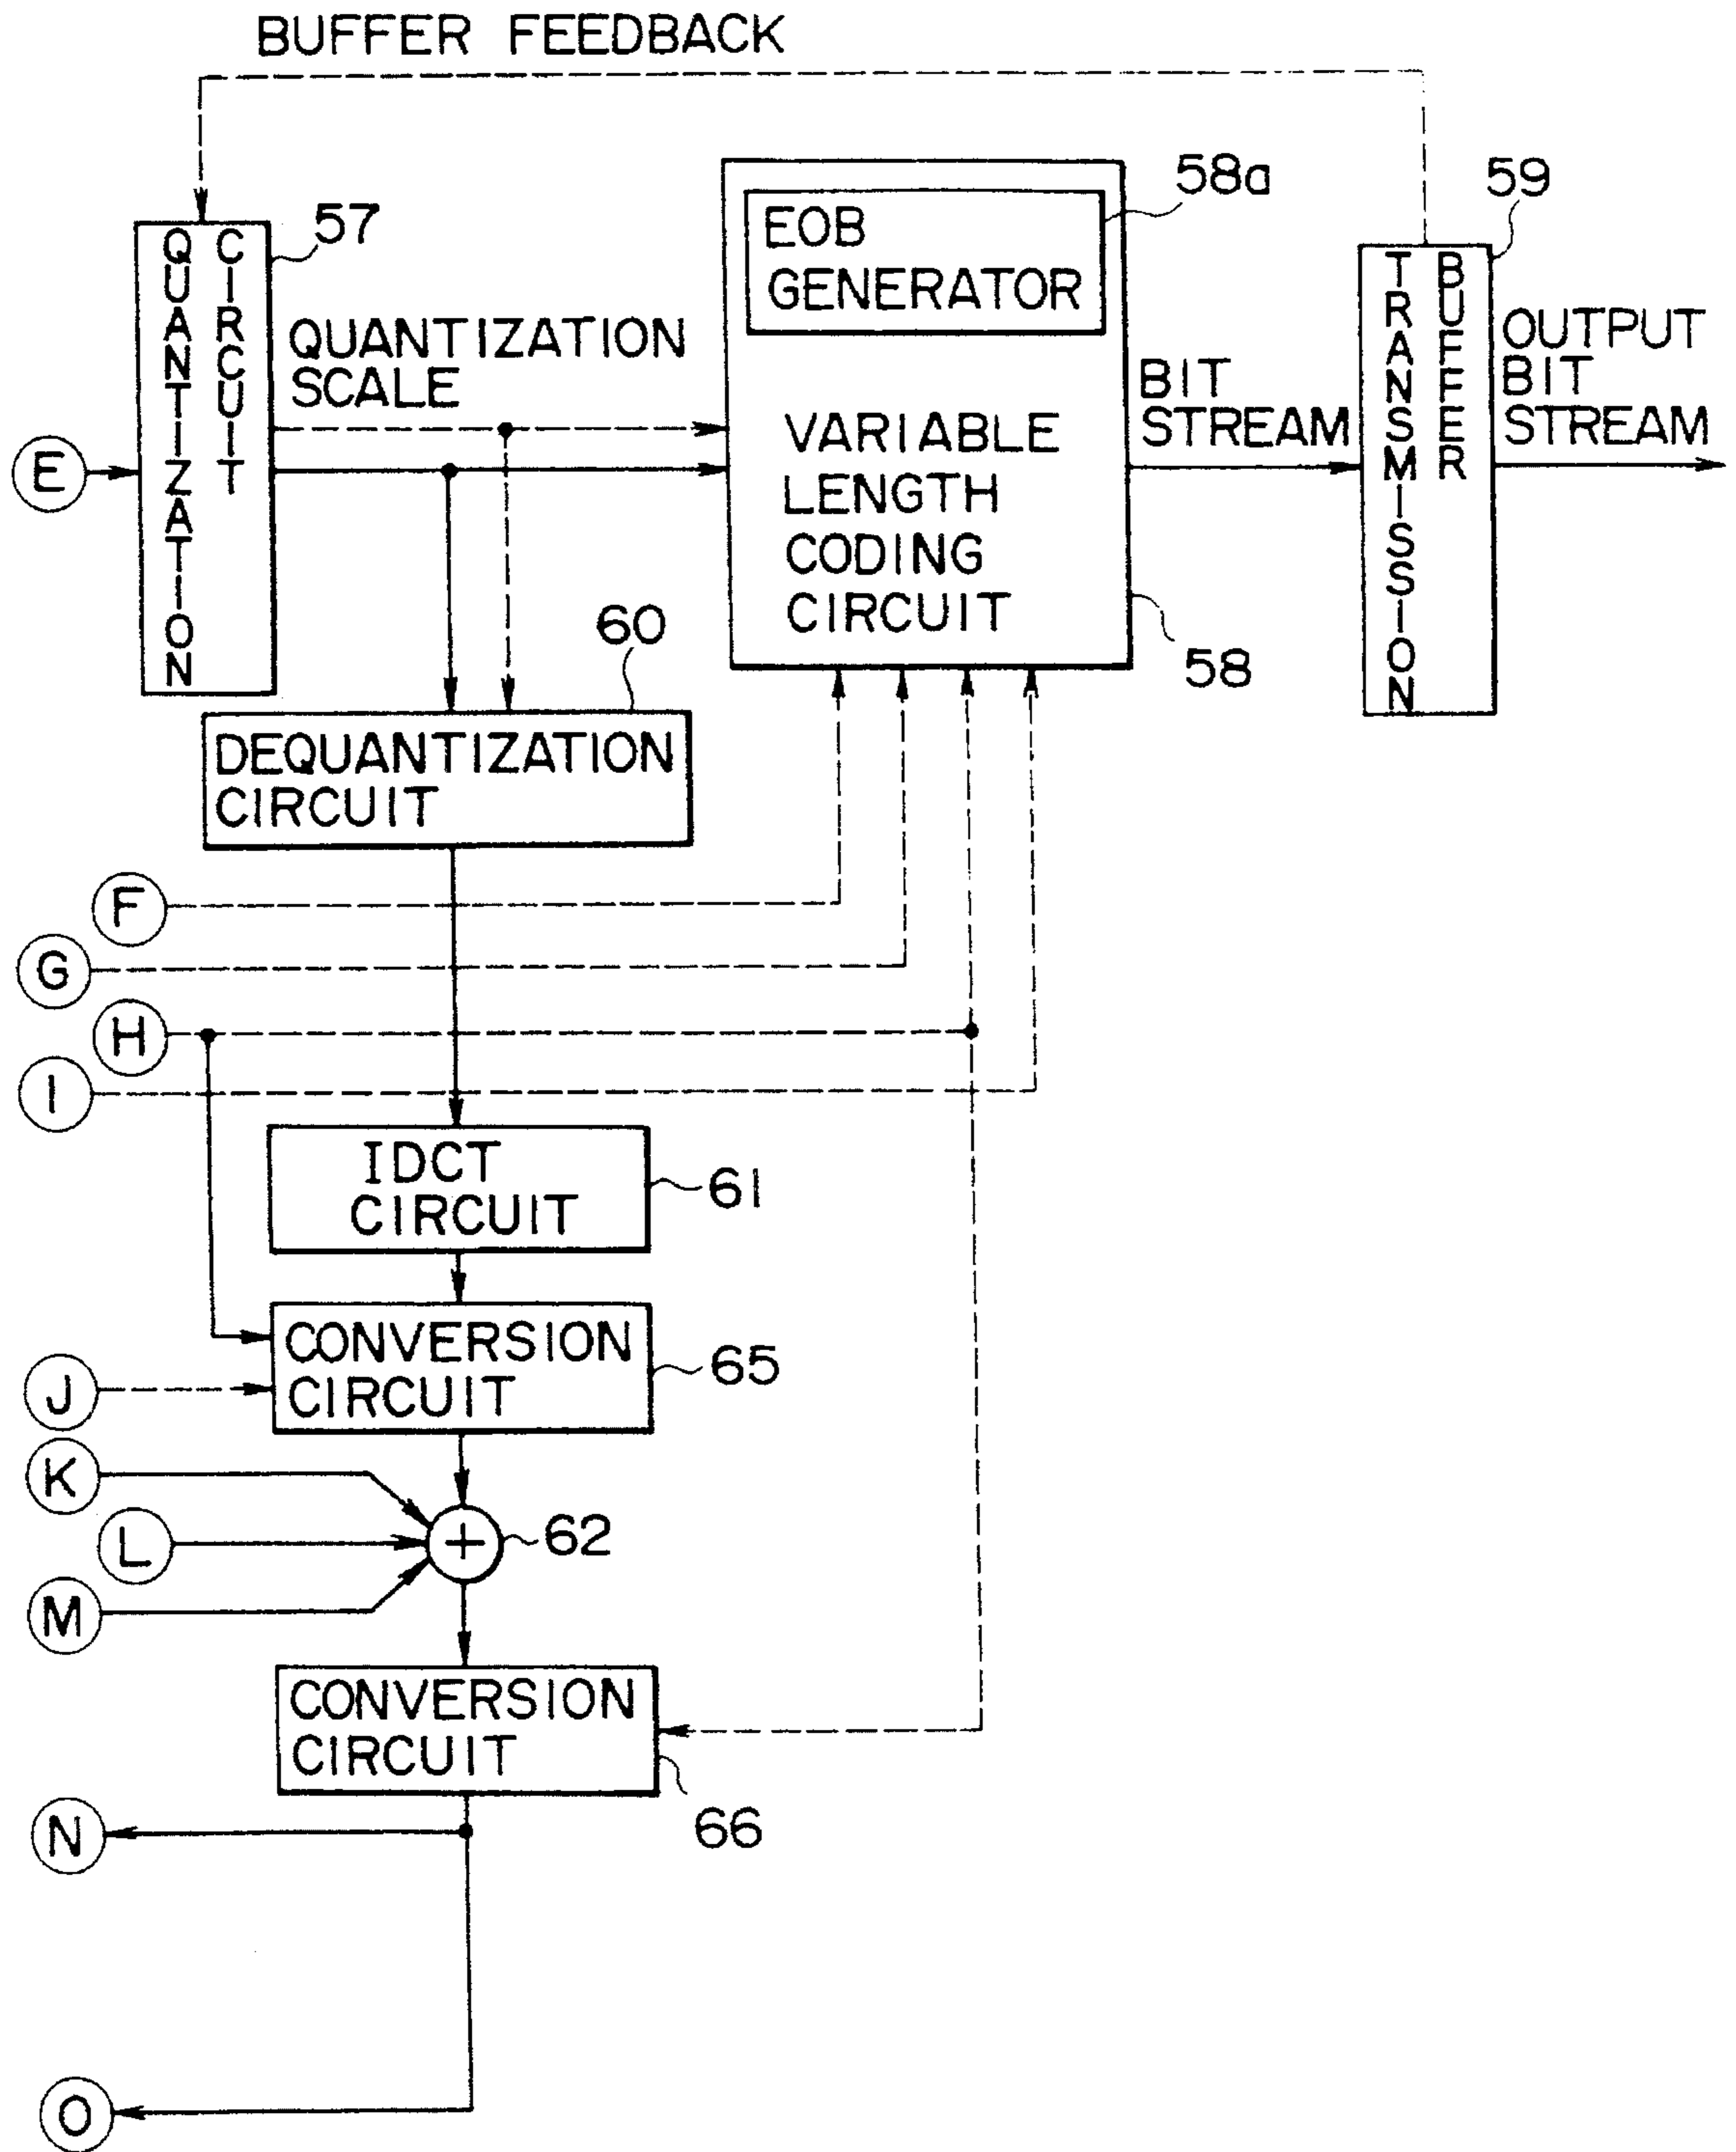 BUFFER FEEDBACK
58a
59
57
EOB
GENERATOR
QUANTIZATION
CIRCUIT
TRANSMISSION
BUFFER
QUANTIZATION
SCALE
OUTPUT
BIT
STREAM
BIT
STREAM
VARIABLE
LENGTH
CODING
CIRCUIT
E
60
58
DEQUANTIZATION
CIRCUIT
F
G
H
I
IDCT
CIRCUIT
61
CONVERSION
CIRCUIT
65
J
K
L
+
62
M
CONVERSION
CIRCUIT
66
N
O